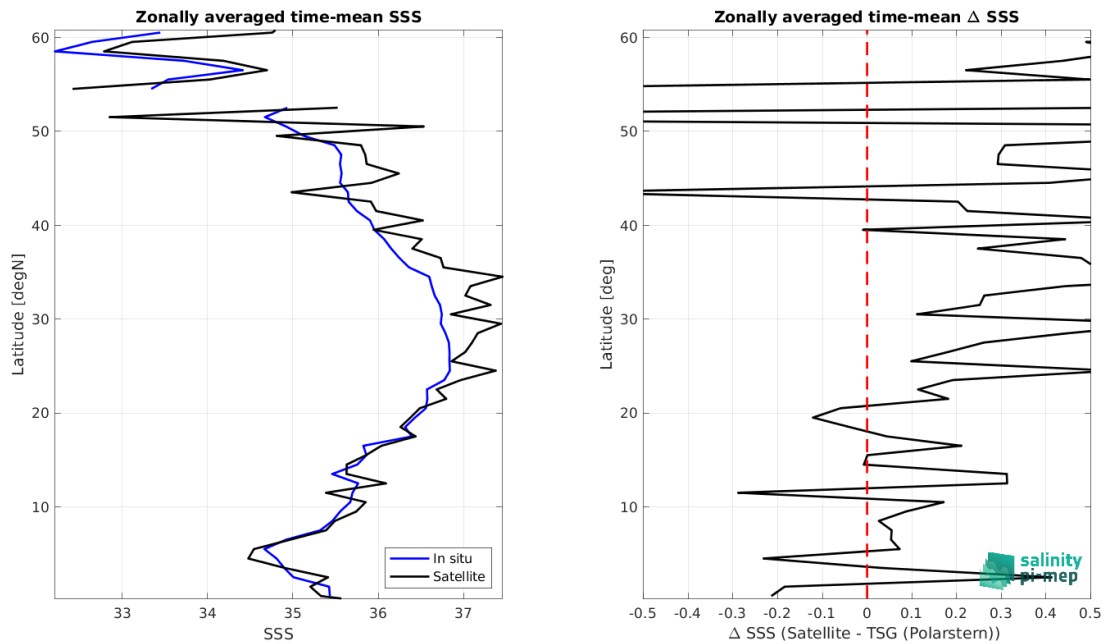 Zonally averaged time-mean SSS
60
50
40
30
20
10
Latitude [degN]
33
34
35
36
37
SSS
In situ
Satellite
Zonally averaged time-mean Δ SSS
60
50
40
30
20
10
Latitude [deg]
-0.5
-0.4
-0.3
-0.2
-0.1
0
0.1
0.2
0.3
0.4
0.5
Δ SSS (Satellite - TSG (Polarstern))
salinity
pi-mep